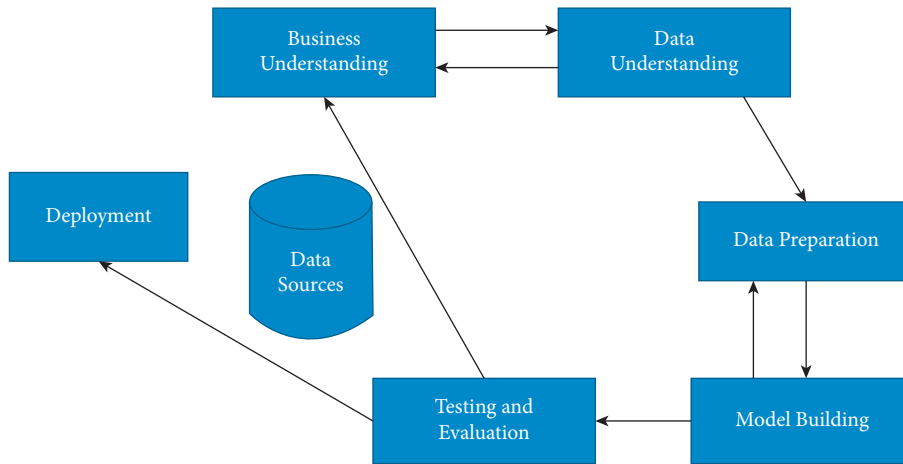 Business
Understanding
Data
Understanding
Deployment
Data
Sources
Data Preparation
Testing and
Evaluation
Model Building